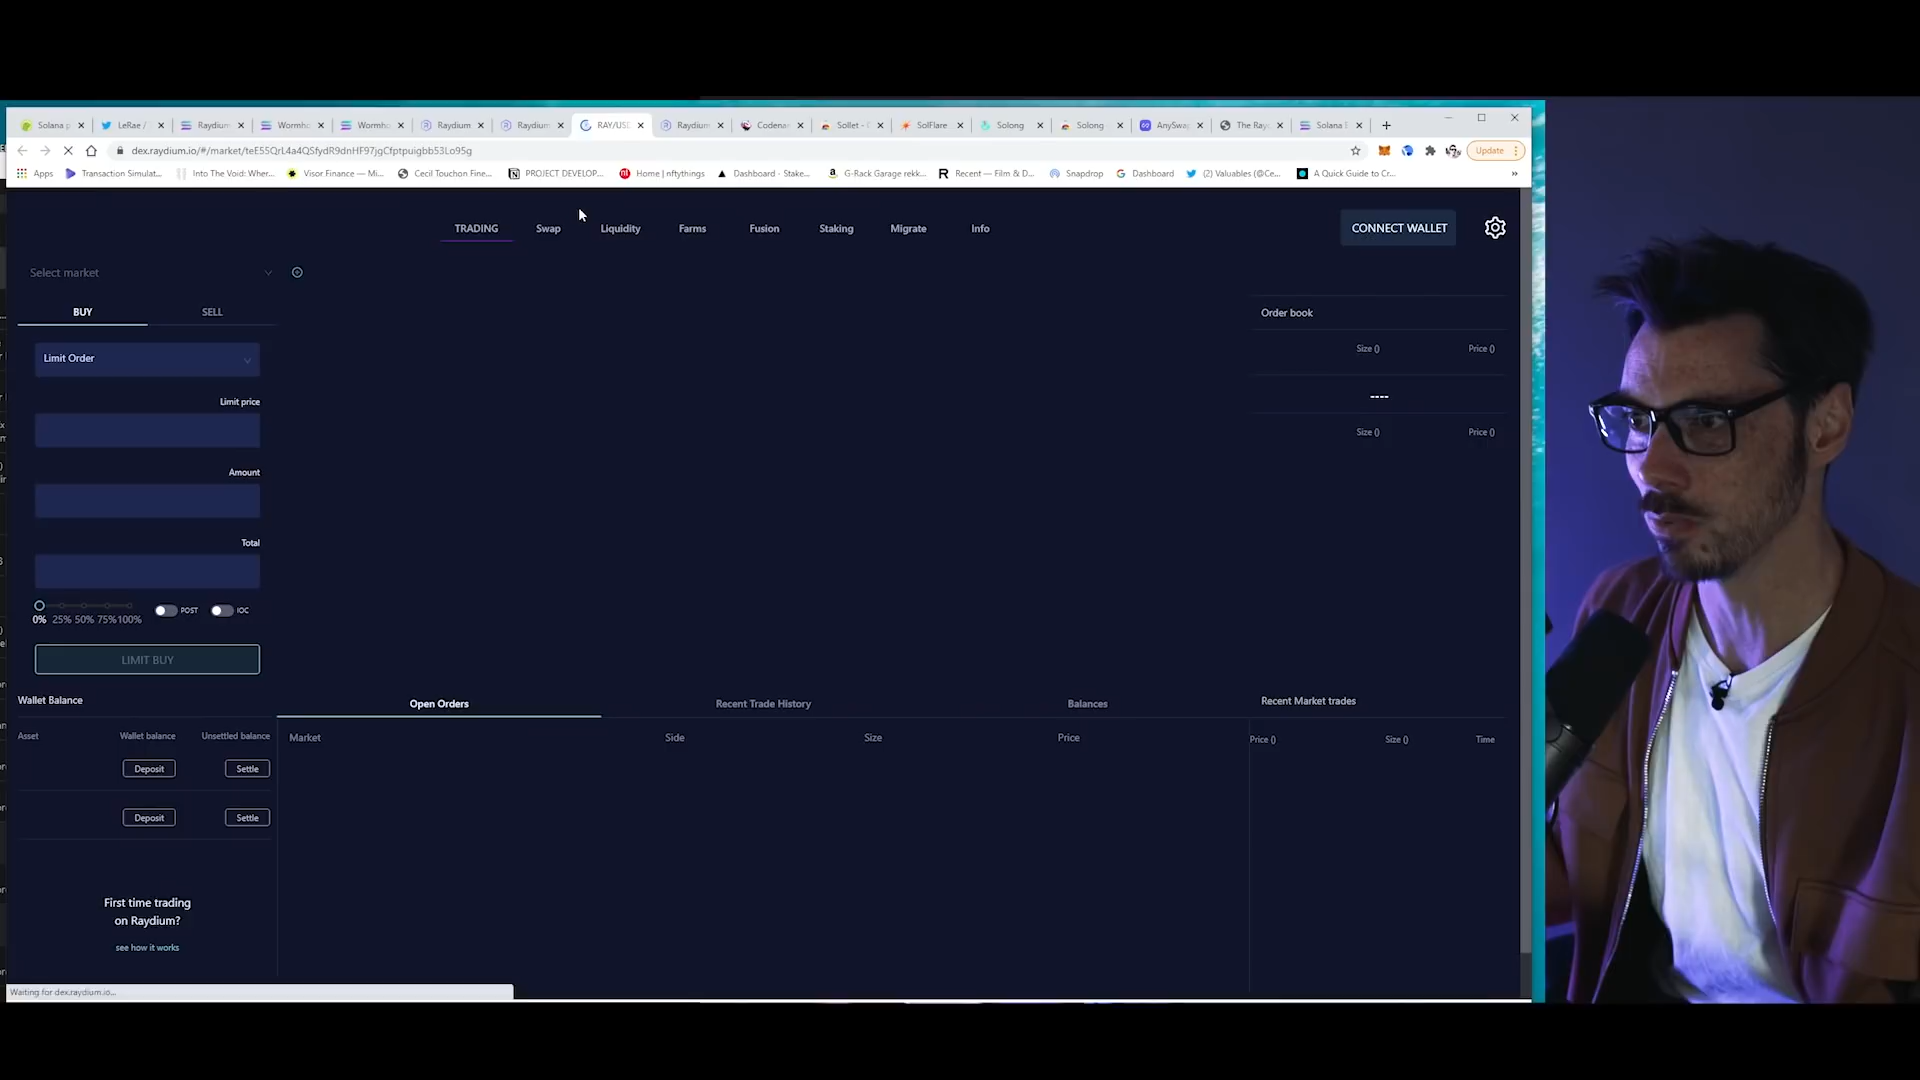 Solana p
LeRae /
Raydium
Wormho
Wormho
Raydium
Raydium
RAY/USD
Raydium
Codenam
Sollet - C
SolFlare
Solong
Solong
AnySwap
The Ray
Solana E
dex.raydium.io/#/market/teE55QrL4a4QSfydR9dnHF97jgCfptpuigbb53Lo95g
Update
Apps
Transaction Simulat...
Into The Void: Wher...
Visor Finance — Mi...
Cecil Touchon Fine...
PROJECT DEVELOP...
Home | nfthythings
Dashboard - Stake...
G-Rack Garage rekk...
Recent — Film & D...
Snapdrop
Dashboard
(2) Valuables (@Ce...
A Quick Guide to Cr...
»
TRADING
Swap
Liquidity
Farms
Fusion
Staking
Migrate
Info
CONNECT WALLET
Select market
BUY
SELL
Order book
Size ()
Price ()
Limit Order
Limit price
----
Size ()
Price ()
Amount
Total
0% 25% 50% 75% 100%
POST
IOC
LIMIT BUY
Wallet Balance
Open Orders
Recent Trade History
Balances
Recent Market trades
Asset
Wallet balance
Unsettled balance
Market
Side
Size
Price
Price ()
Size ()
Time
Deposit
Settle
Deposit
Settle
First time trading
on Raydium?
see how it works
Waiting for dex.raydium.io...